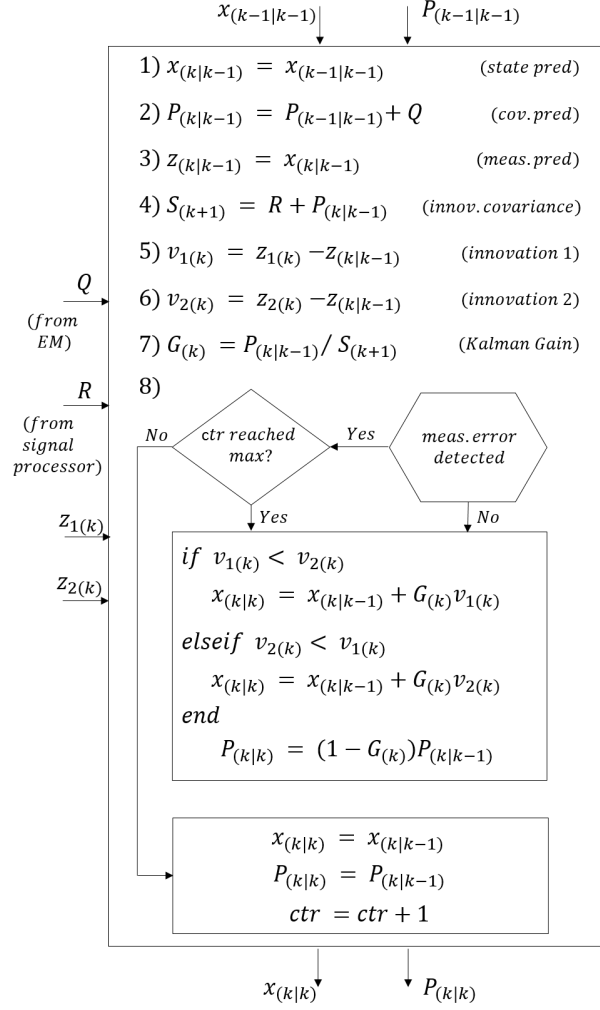 x(k−1|k−1) P(k−1|k−1)
1) x(k|k−1) = x(k−1|k−1) (state pred)
2) P(k|k−1) = P(k−1|k−1)+ Q (cov.pred)
3) z(k|k−1) = x(k|k−1) (meas.pred)
4) S(k+1) = R + P(k|k−1) (innov.covariance)
5) v1(k) = z1(k) −z(k|k−1) (innovation 1)
6) v2(k) = z2(k) −z(k|k−1) (innovation 2)
7) G(k) = P(k|k−1)/ S(k+1) (Kalman Gain)
8)
Q
(from
EM)
R
(from
signal
processor)
z1(k)
z2(k)
No
ctr reached
max?
Yes
meas.error
detected
Yes
No
if v1(k) < v2(k)
x(k|k) = x(k|k−1) + G(k)v1(k)
elseif v2(k) < v1(k)
x(k|k) = x(k|k−1) + G(k)v2(k)
end
P(k|k) = (1 − G(k))P(k|k−1)
x(k|k) = x(k|k−1)
P(k|k) = P(k|k−1)
ctr = ctr + 1
x(k|k) P(k|k)